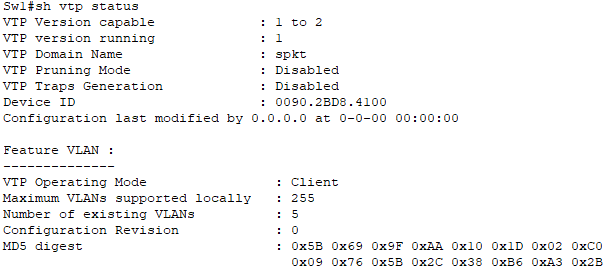 Sw1#sh vtp status
VTP Version capable : 1 to 2
VTP version running : 1
VTP Domain Name : spkt
VTP Pruning Mode : Disabled
VTP Traps Generation : Disabled
Device ID : 0090.2BD8.4100
Configuration last modified by 0.0.0.0 at 0-0-00 00:00:00
Feature VLAN :
--------------
VTP Operating Mode : Client
Maximum VLANs supported locally : 255
Number of existing VLANs : 5
Configuration Revision : 0
MD5 digest : 0x5B 0x69 0x9F 0xAA 0x10 0x1D 0x02 0xC0
0x09 0x76 0x5B 0x2C 0x38 0xB6 0xA3 0x2B